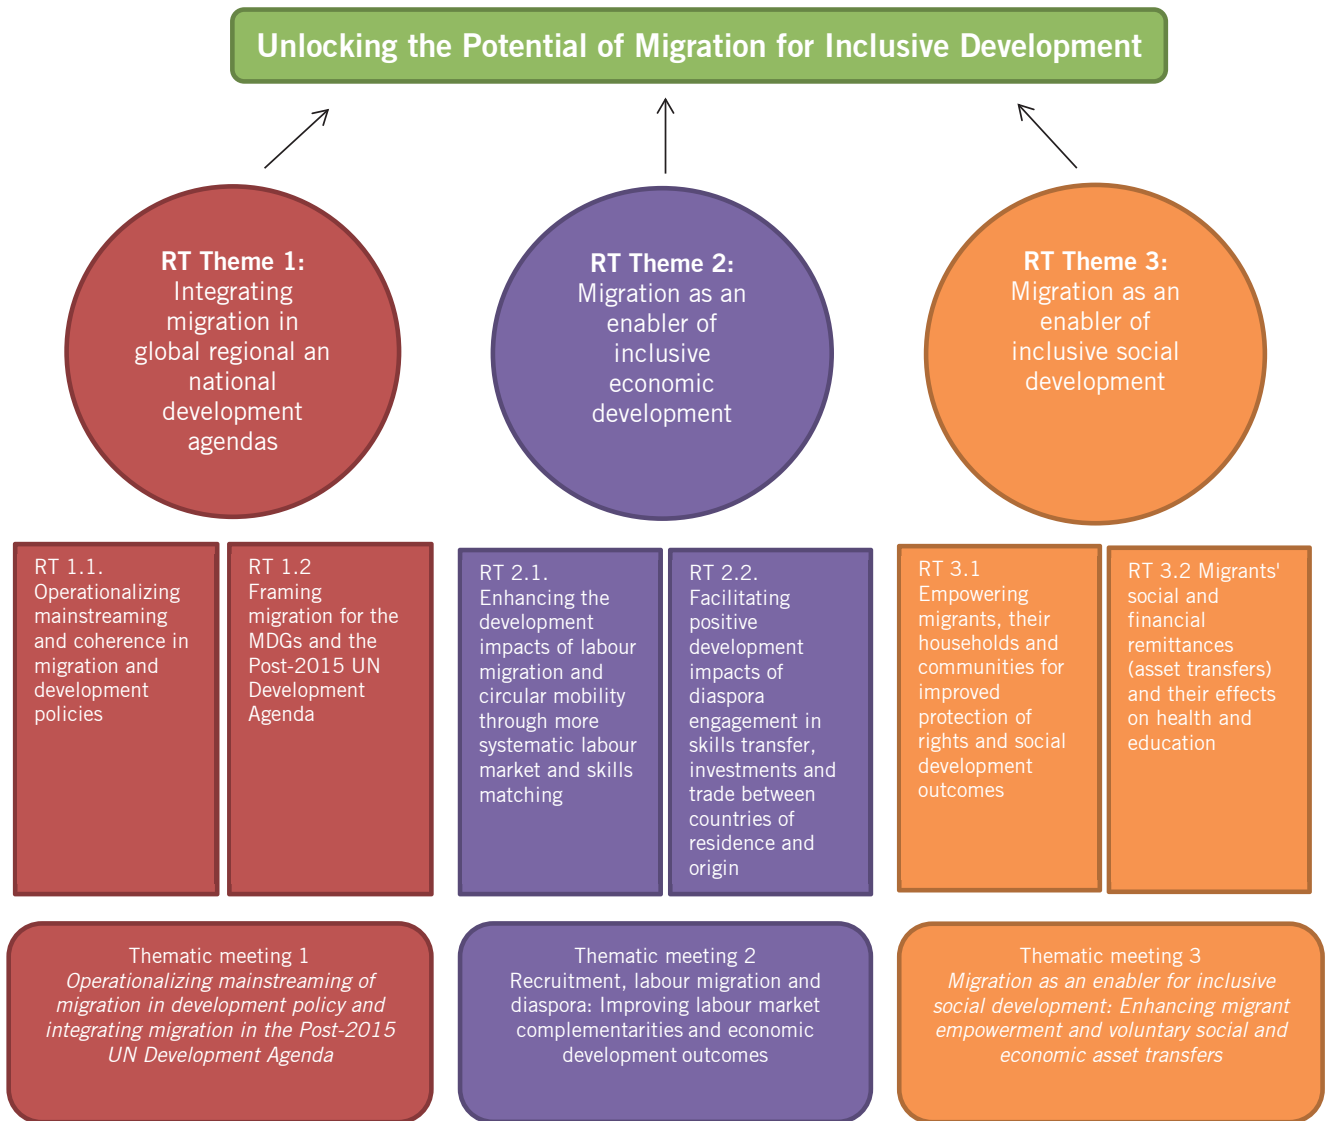 Unlocking the Potential of Migration for Inclusive Development
RT Theme 1:
Integrating
migration in
global regional an
national
development
agendas
RT Theme 2:
Migration as an
enabler of
inclusive
economic
development
RT Theme 3:
Migration as an
enabler of
inclusive social
development
RT 1.1.
Operationalizing
mainstreaming
and coherence in
migration and
development
policies
RT 1.2
Framing
migration for the
MDGs and the
Post-2015 UN
Development
Agenda
RT 2.1.
Enhancing the
development
impacts of labour
migration and
circular mobility
through more
systematic labour
market and skills
matching
RT 2.2.
Facilitating
positive
development
impacts of
diaspora
engagement in
skills transfer,
investments and
trade between
countries of
residence and
origin
RT 3.1
Empowering
migrants, their
households and
communities for
improved
protection of
rights and social
development
outcomes
RT 3.2 Migrants'
social and
financial
remittances
(asset transfers)
and their effects
on health and
education
Thematic meeting 1
Operationalizing mainstreaming of
migration in development policy and
integrating migration in the Post-2015
UN Development Agenda
Thematic meeting 2
Recruitment, labour migration and
diaspora: Improving labour market
complementarities and economic
development outcomes
Thematic meeting 3
Migration as an enabler for inclusive
social development: Enhancing migrant
empowerment and voluntary social and
economic asset transfers